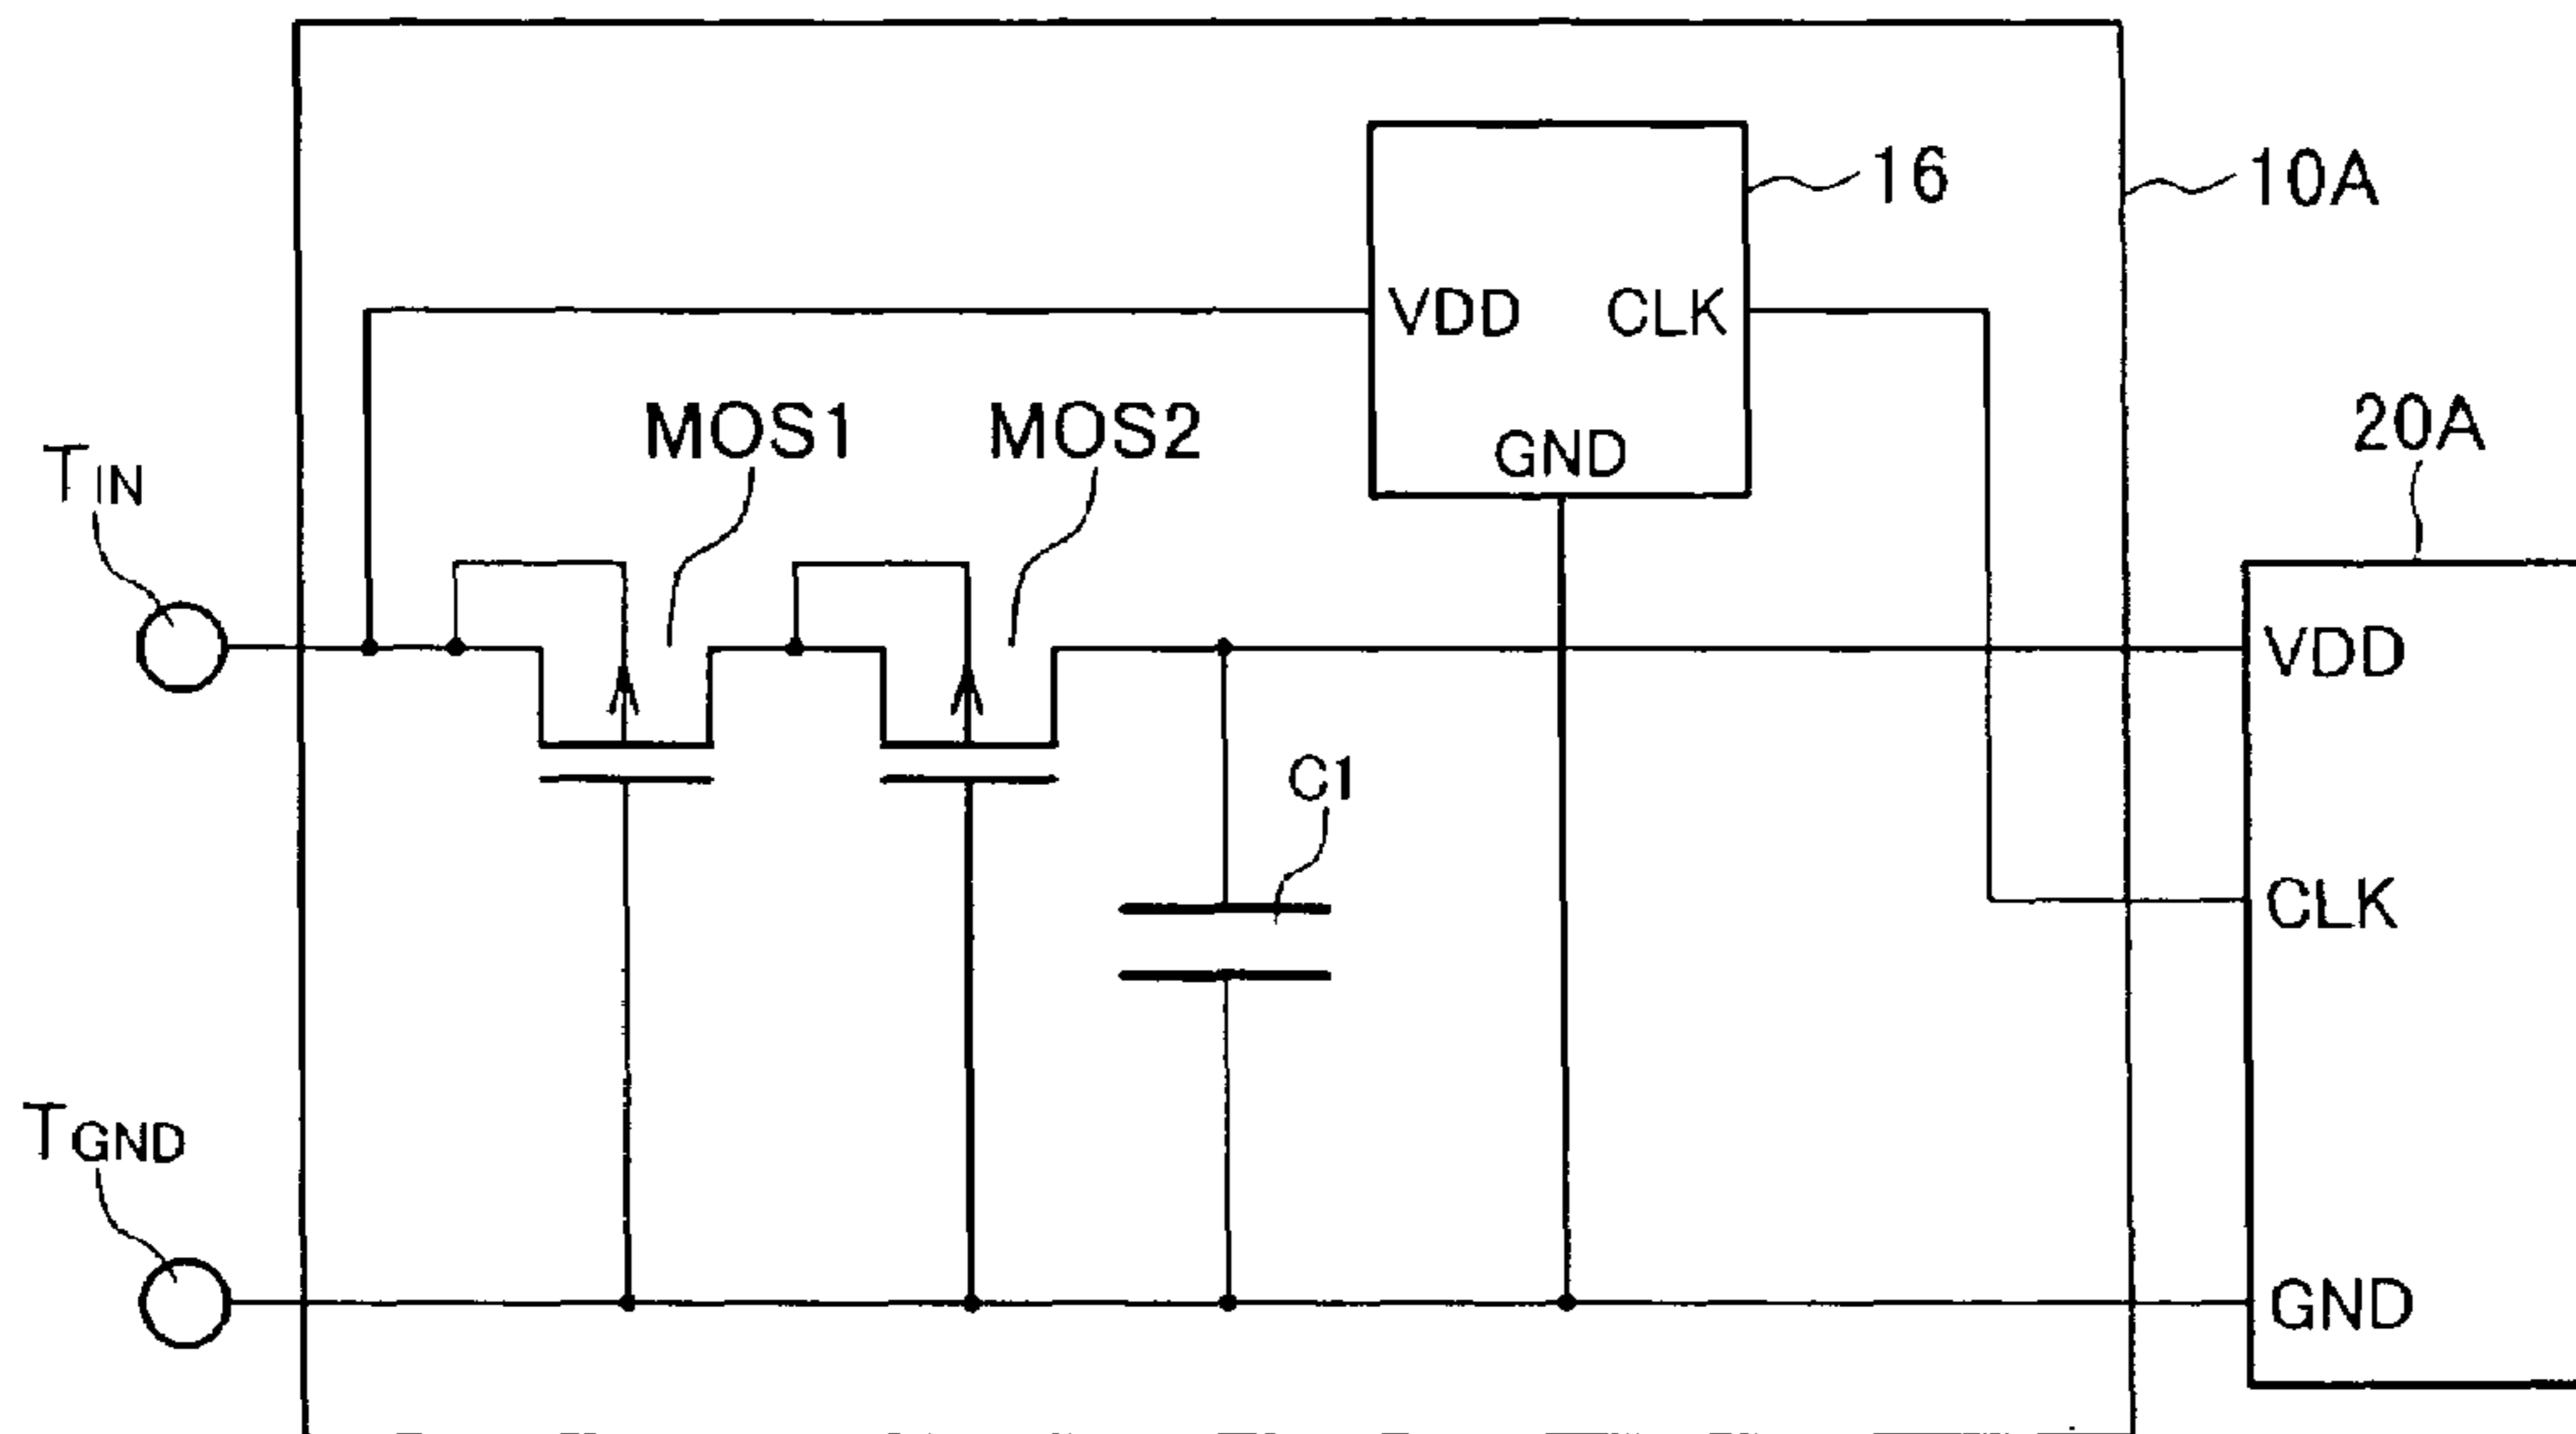 16
10A
VDD
CLK
GND
MOS1
MOS2
20A
TIN
VDD
C1
CLK
TGND
GND